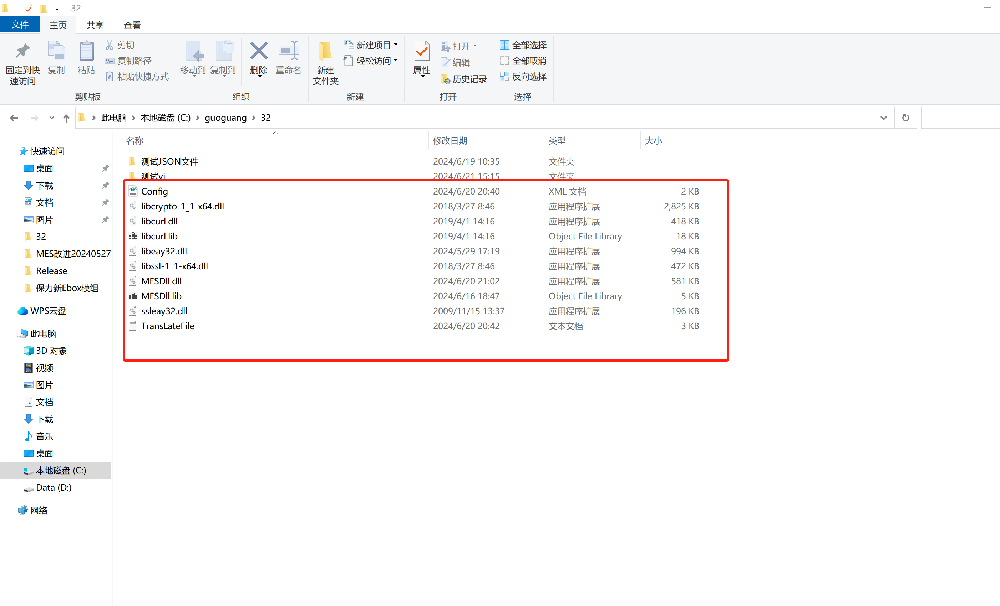 32
文件 主页 共享 查看
固定到快速访问
复制
粘贴
剪切
\\... 复制路径
粘贴快捷方式
剪贴板
移动到
复制到
删除
重命名
组织
新建
文件夹
新建项目
轻松访问
新建
属性
打开
编辑
历史记录
打开
全部选择
全部取消
反向选择
选择
此电脑 本地磁盘 (C:) guoguang 32
名称 修改日期 类型 大小
测试JSON文件 2024/6/19 10:35 文件夹
测试vi 2024/6/21 15:15 文件夹
Config 2024/6/20 20:40 XML 文档 2 KB
libcrypto-1_1-x64.dll 2018/3/27 8:46 应用程序扩展 2,825 KB
libcurl.dll 2019/4/1 14:16 应用程序扩展 418 KB
libcurl.lib 2019/4/1 14:16 Object File Library 18 KB
libeay32.dll 2024/5/29 17:19 应用程序扩展 994 KB
libssl-1_1-x64.dll 2018/3/27 8:46 应用程序扩展 472 KB
MESDll.dll 2024/6/20 21:02 应用程序扩展 581 KB
MESDll.lib 2024/6/16 18:47 Object File Library 5 KB
ssleay32.dll 2009/11/15 13:37 应用程序扩展 196 KB
TransLateFile 2024/6/20 20:42 文本文档 3 KB
快速访问
桌面
下载
文档
图片
32
MES改进20240527
Release
保力新Ebox模组
WPS云盘
此电脑
3D 对象
视频
图片
文档
下载
音乐
桌面
本地磁盘 (C:)
Data (D:)
网络